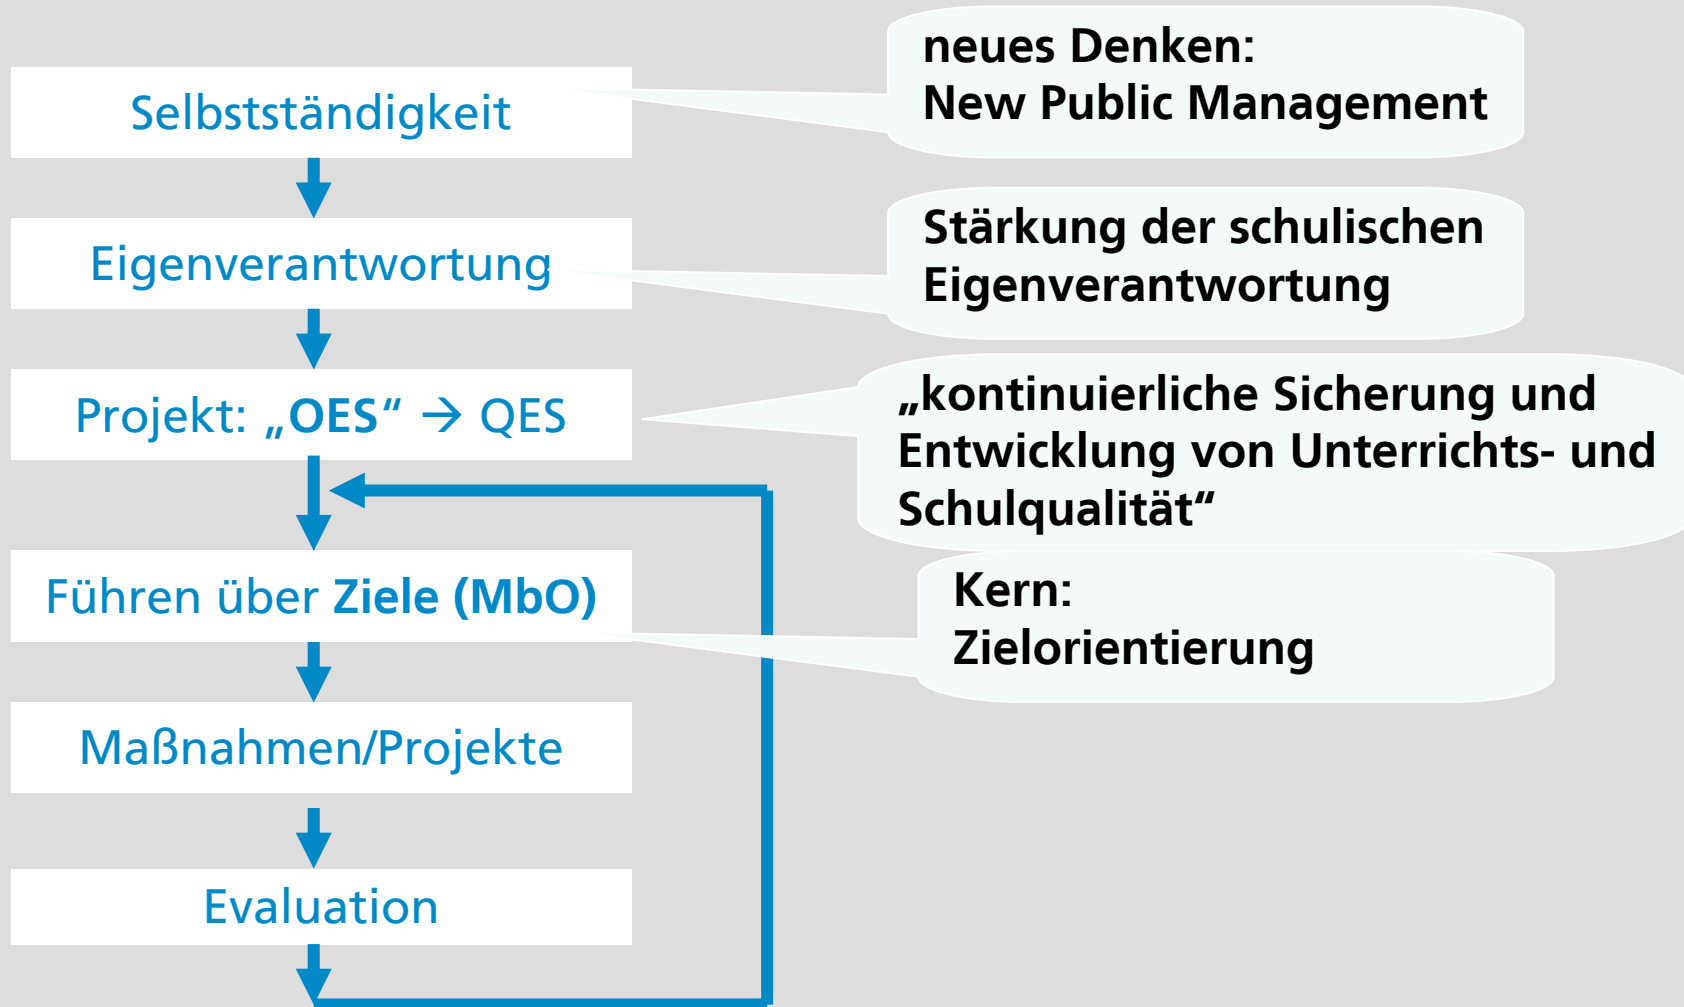 Selbstständigkeit
neues Denken:
New Public Management
Eigenverantwortung
Stärkung der schulischen
Eigenverantwortung
Projekt: „OES“ → QES
„kontinuierliche Sicherung und
Entwicklung von Unterrichts- und
Schulqualität“
Führen über Ziele (MbO)
Kern:
Zielorientierung
Maßnahmen/Projekte
Evaluation